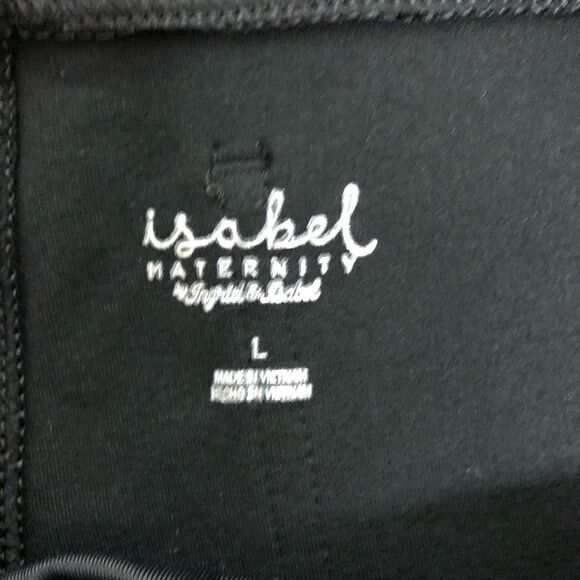 isabel
MATERNITY
by Ingrid & Isabel
L
MADE IN VIETNAM
HECHO EN VIETNAM